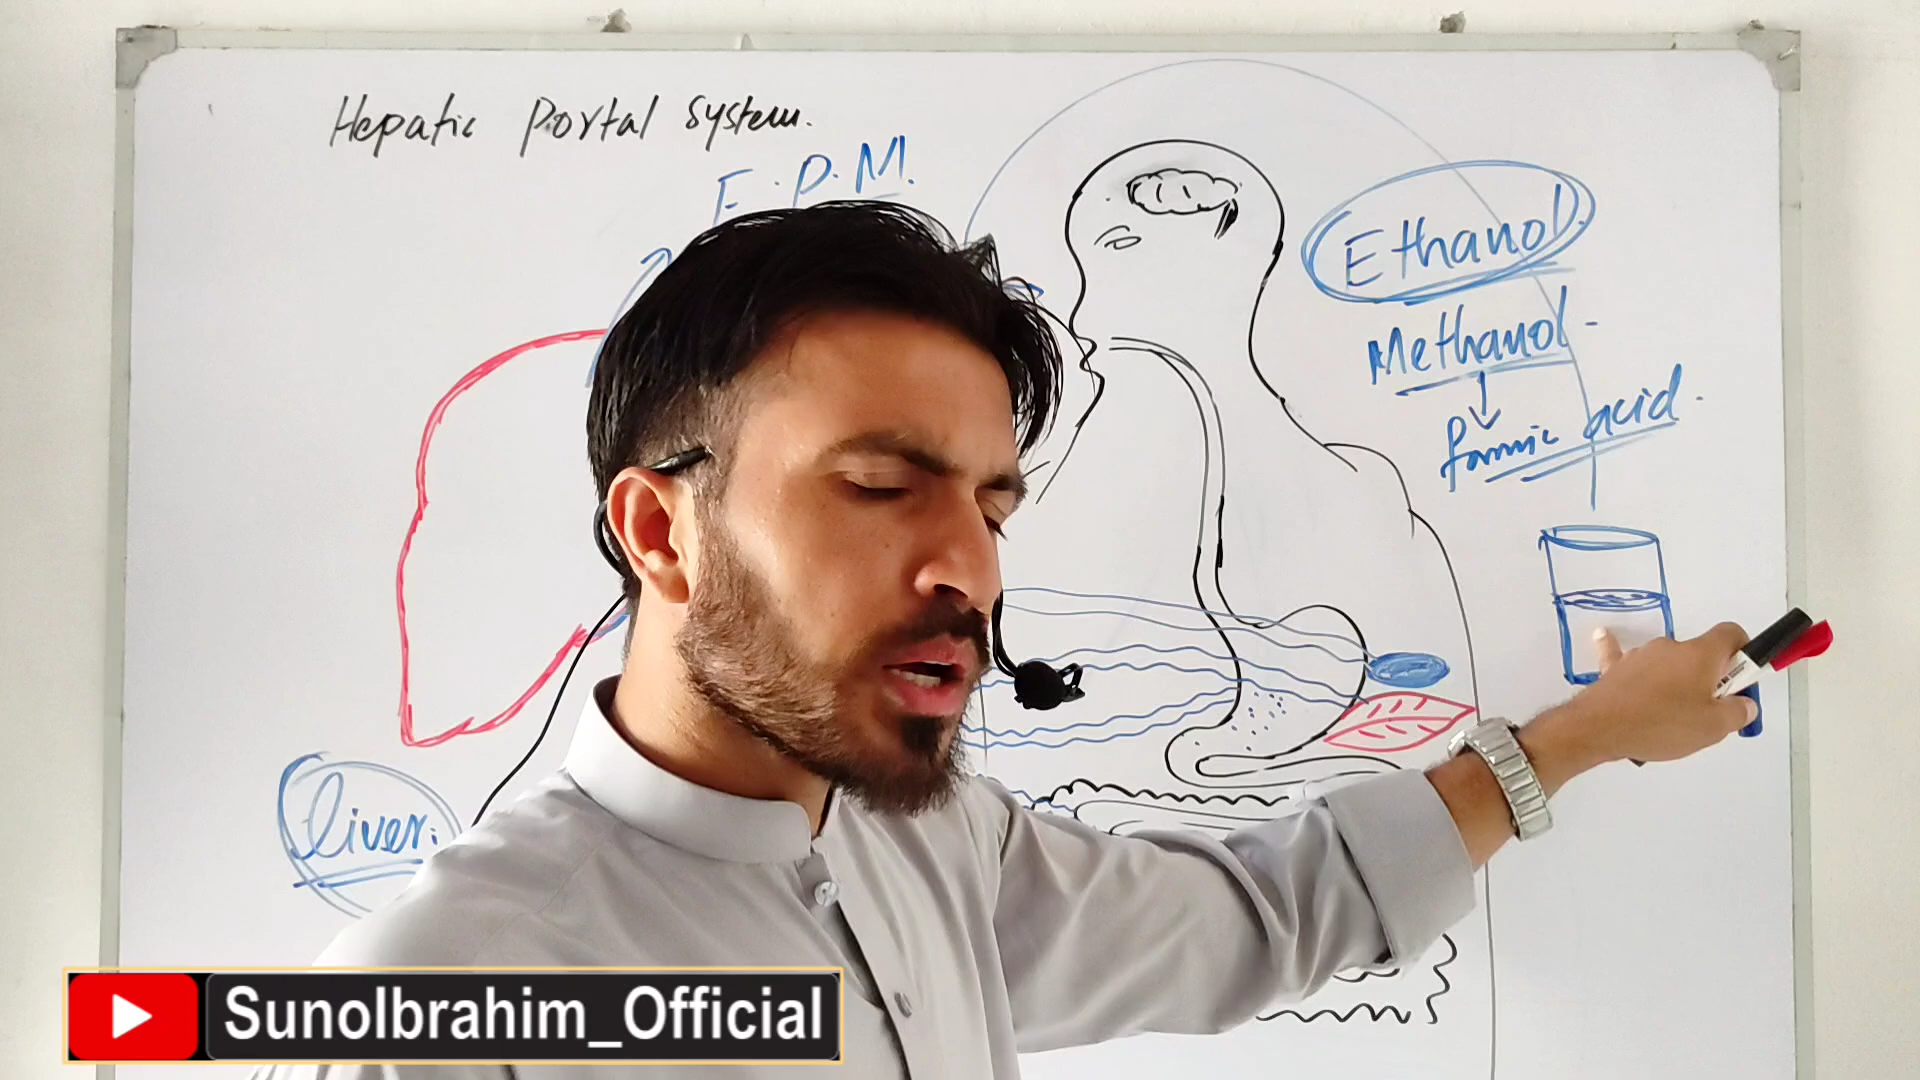 Hepatic Portal System.
F.P.M.
Ethanol.
Methanol
formic acid.
liver.
SunoIbrahim_Official